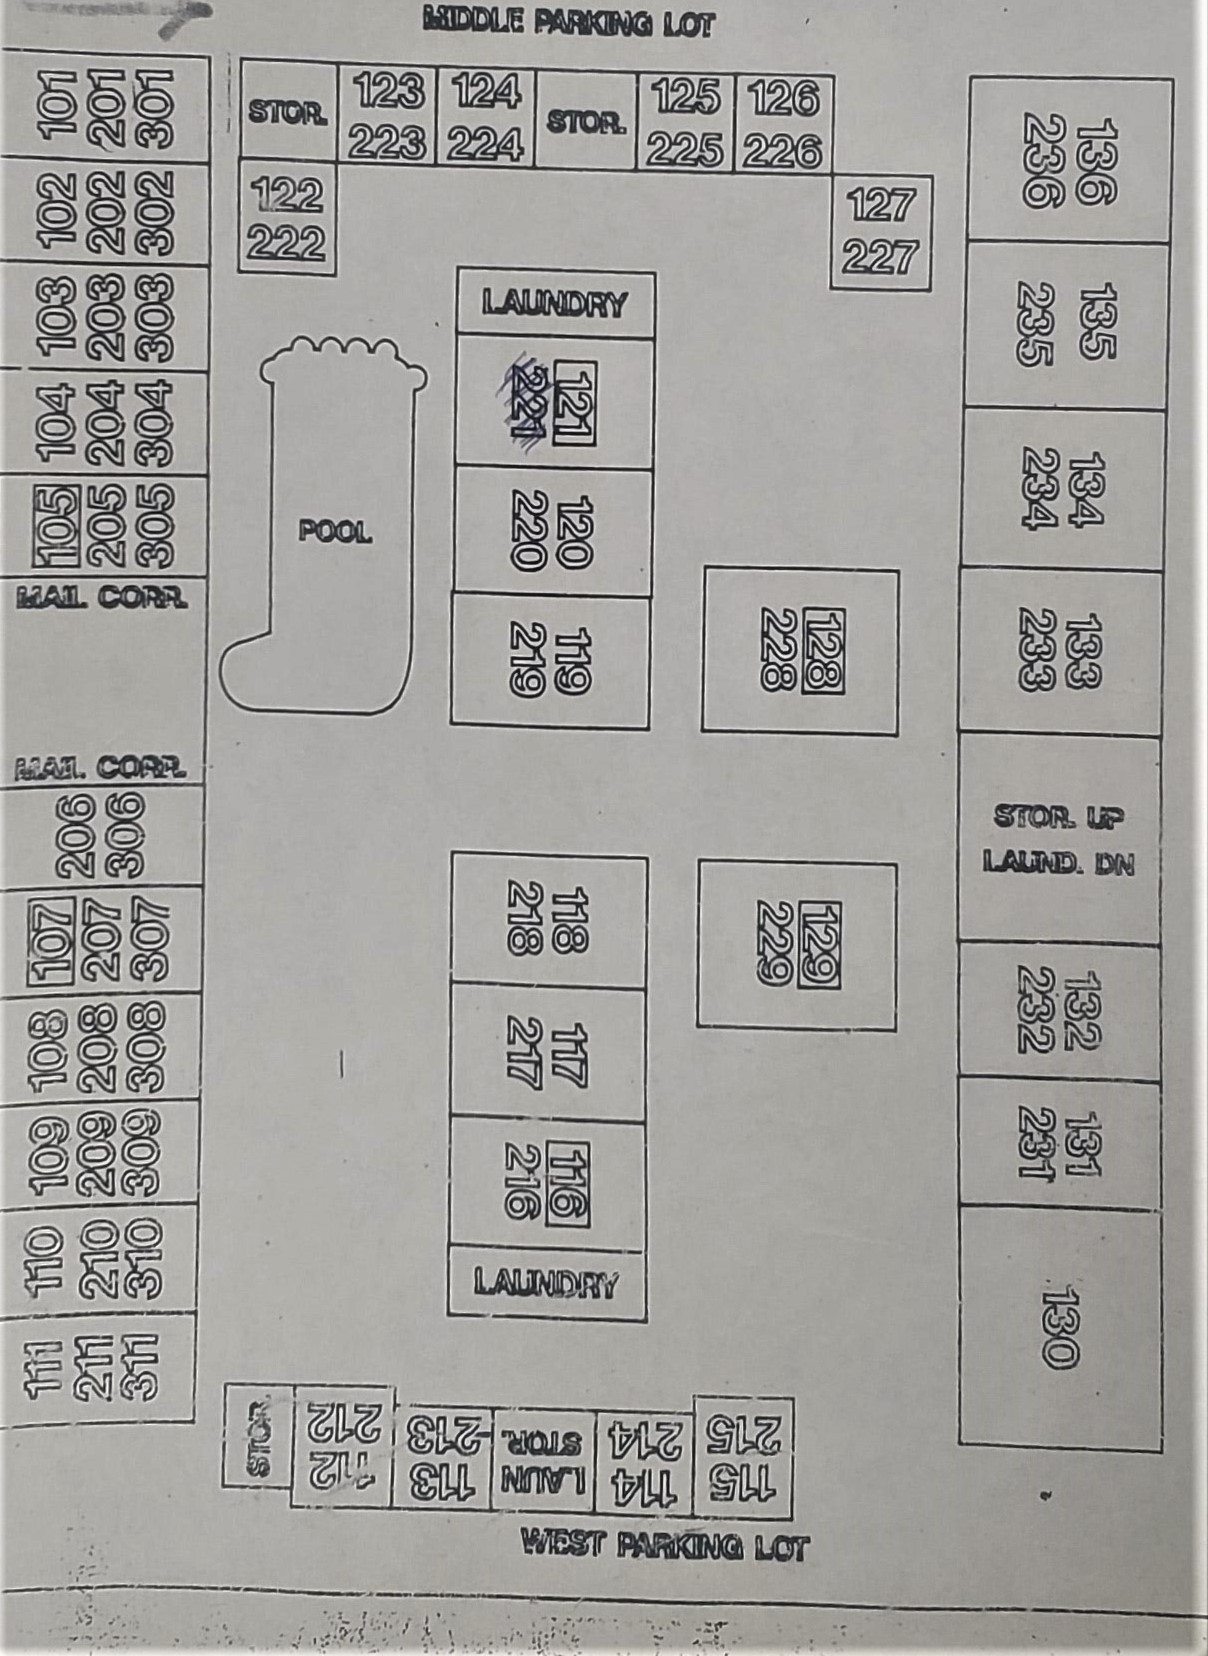 MIDDLE PARKING LOT
101 201 301
102 202 302
103 203 303
104 204 304
105 205 305
MAIL. CORR.
MAIL. CORR.
206 306
107 207 307
108 208 308
109 209 309
110 210 310
111 211 311
STOR.
123
223
124
224
STOR.
125
225
126
226
122
222
127
227
LAUNDRY
121
221
120
220
119
219
POOL
118
218
117
217
116
216
LAUNDRY
128
228
129
229
136
236
135
235
134
234
133
233
STOR. UP
LAUND. DN
132
232
131
231
130
STOR.
112
212
113
213
LAUN
STOR.
114
214
115
215
WEST PARKING LOT